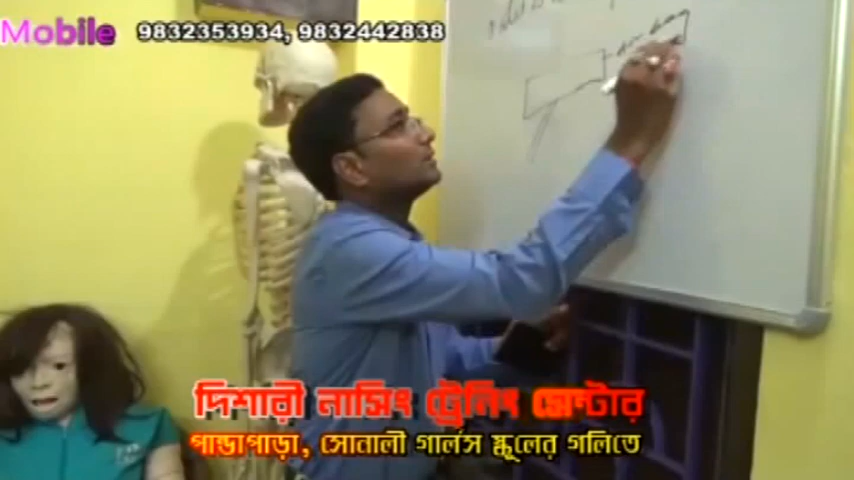 Mobile 9832353934, 9832442838
দিশারী নার্সিং ট্রেনিং সেন্টার
পান্ডাপাড়া, সোনালী গার্লস স্কুলের গলিতে